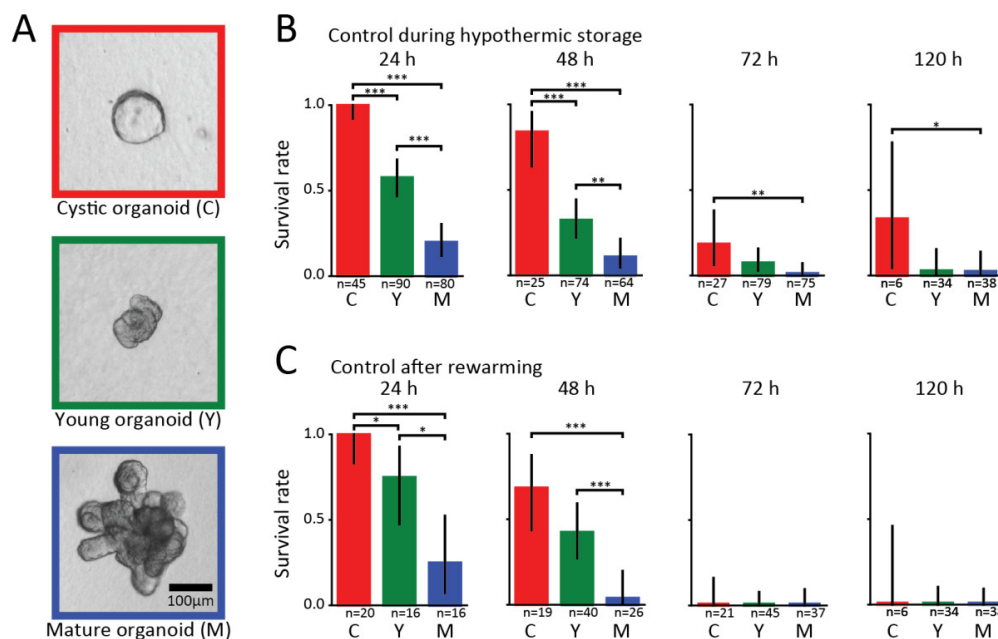 A
Cystic organoid (C)
Young organoid (Y)
100µm
Mature organoid (M)
B
Control during hypothermic storage
24 h
48 h
72 h
120 h
Survival rate
1.0
0.5
0.0
*** *** ***
*** *** **
**
*
n=45 n=90 n=80
n=25 n=74 n=64
n=27 n=79 n=75
n=6 n=34 n=38
C Y M
C Y M
C Y M
C Y M
C
Control after rewarming
24 h
48 h
72 h
120 h
Survival rate
1.0
0.5
0.0
*** * *
*** ***
n=20 n=16 n=16
n=19 n=40 n=26
n=21 n=45 n=37
n=6 n=34
C Y M
C Y M
C Y M
C Y M